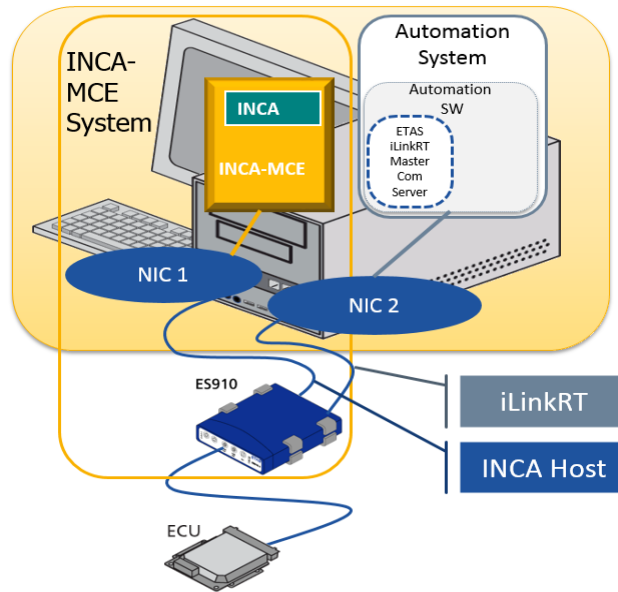 INCA-
MCE
System
INCA
INCA-MCE
Automation
System
Automation
SW
ETAS
iLinkRT
Master
Com
Server
NIC 1
NIC 2
ES910
iLinkRT
INCA Host
ECU